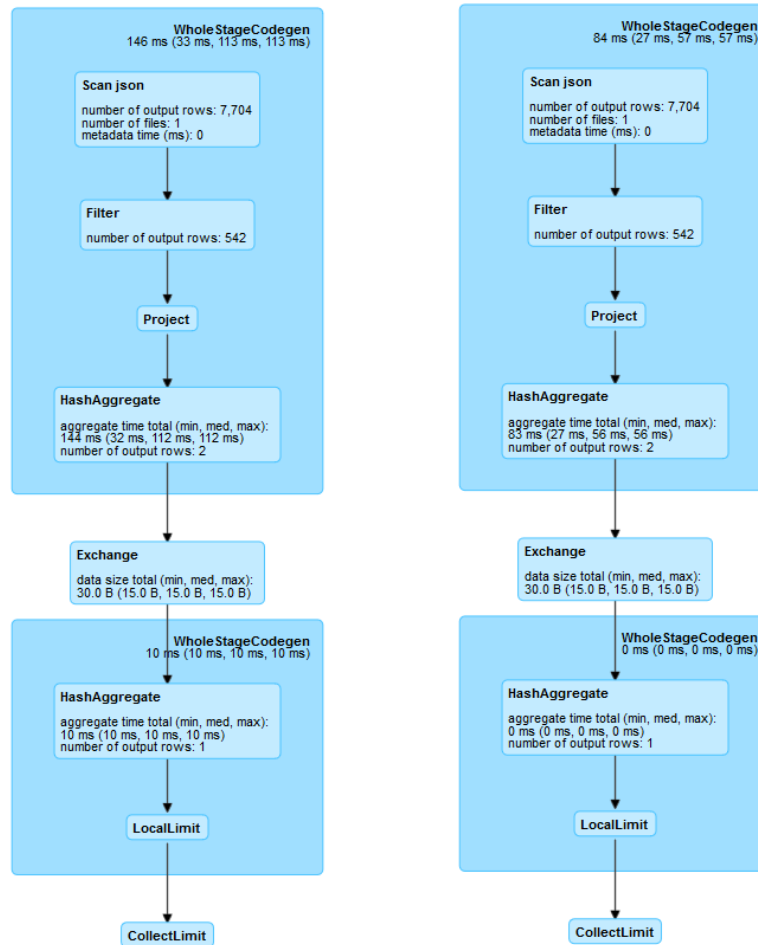 WholeStageCodegen
146 ms (33 ms, 113 ms, 113 ms)
Scan json
number of output rows: 7,704
number of files: 1
metadata time (ms): 0
Filter
number of output rows: 542
Project
HashAggregate
aggregate time total (min, med, max):
144 ms (32 ms, 112 ms, 112 ms)
number of output rows: 2
Exchange
data size total (min, med, max):
30.0 B (15.0 B, 15.0 B, 15.0 B)
WholeStageCodegen
10 ms (10 ms, 10 ms, 10 ms)
HashAggregate
aggregate time total (min, med, max):
10 ms (10 ms, 10 ms, 10 ms)
number of output rows: 1
LocalLimit
CollectLimit
WholeStageCodegen
84 ms (27 ms, 57 ms, 57 ms)
Scan json
number of output rows: 7,704
number of files: 1
metadata time (ms): 0
Filter
number of output rows: 542
Project
HashAggregate
aggregate time total (min, med, max):
83 ms (27 ms, 56 ms, 56 ms)
number of output rows: 2
Exchange
data size total (min, med, max):
30.0 B (15.0 B, 15.0 B, 15.0 B)
WholeStageCodegen
0 ms (0 ms, 0 ms, 0 ms)
HashAggregate
aggregate time total (min, med, max):
0 ms (0 ms, 0 ms, 0 ms)
number of output rows: 1
LocalLimit
CollectLimit